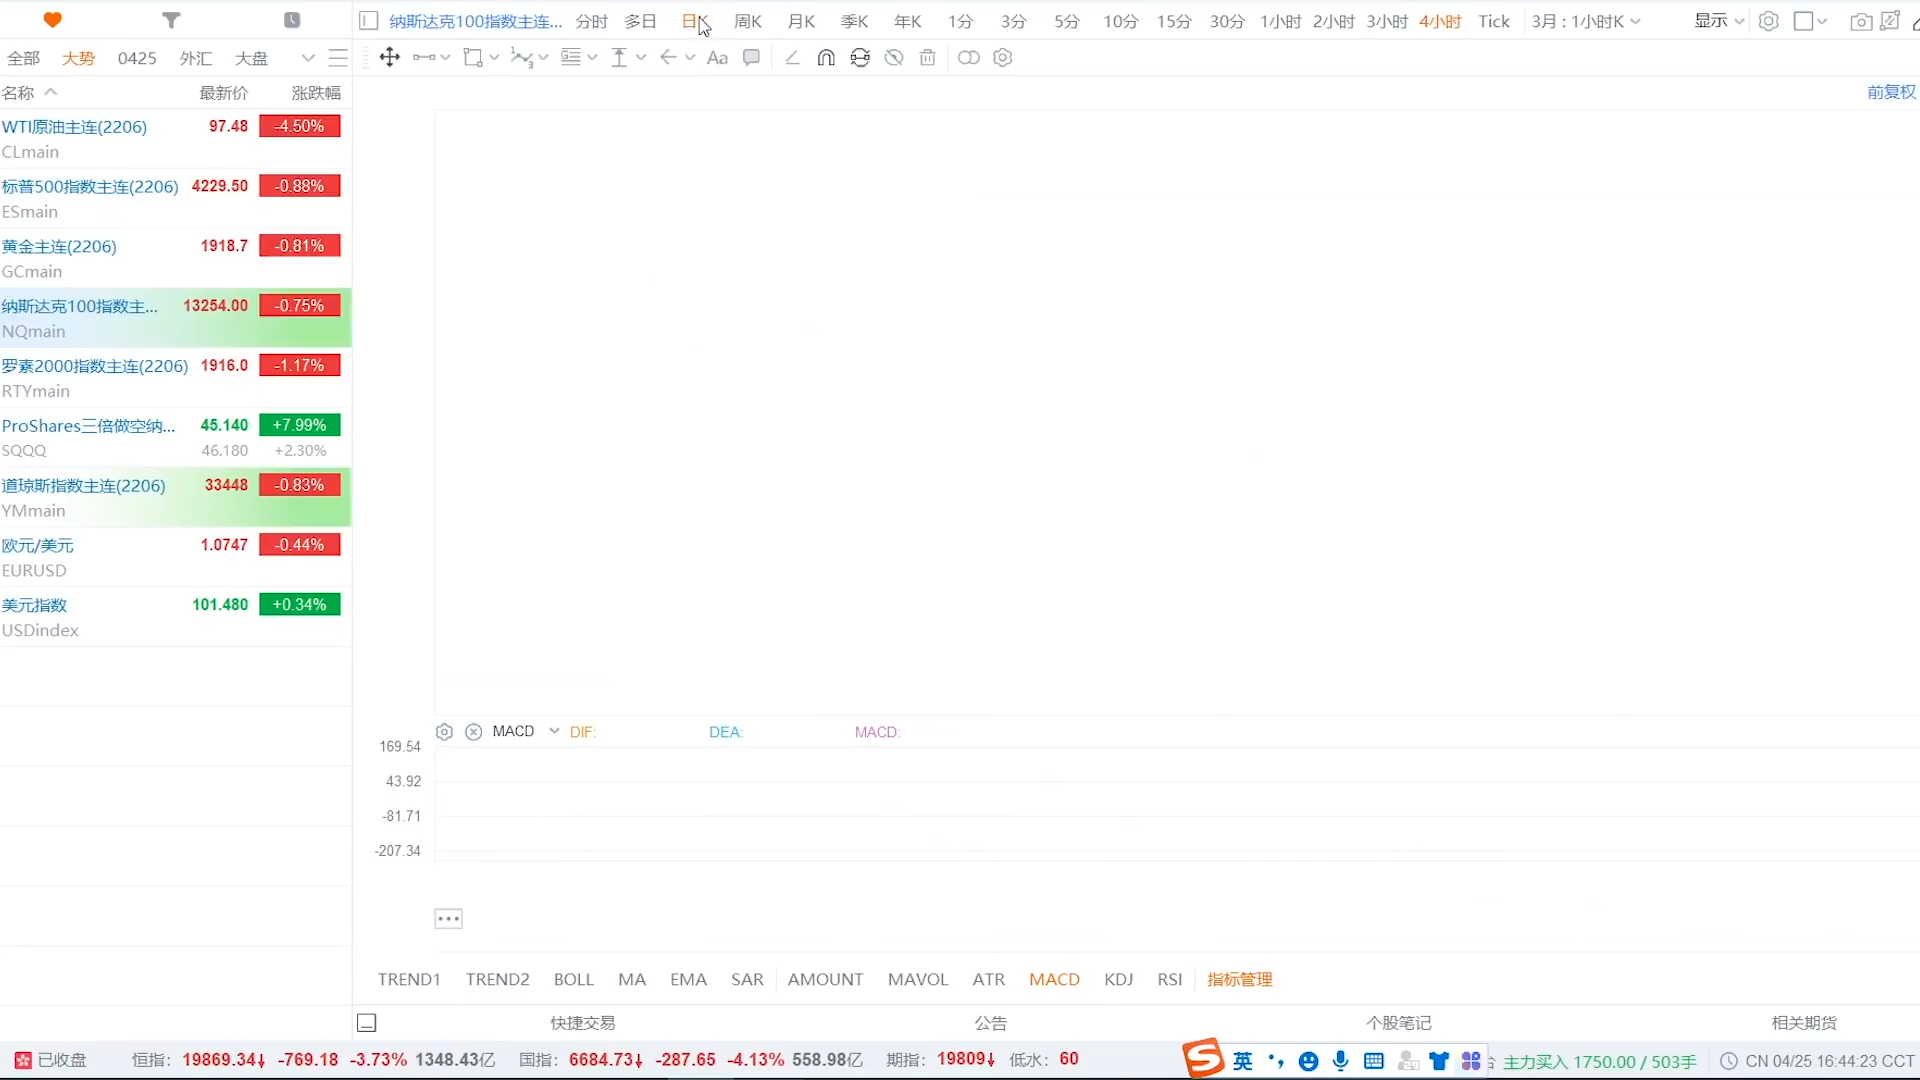 纳斯达克100指数主连... 分时 多日 日K 周K 月K 季K 年K 1分 3分 5分 10分 15分 30分 1小时 2小时 3小时 4小时 Tick 3月 : 1小时K 显示
全部 大势 0425 外汇 大盘
Aa
名称 最新价 涨跌幅
前复权
WTI原油主连(2206) 97.48 -4.50%
CLmain
标普500指数主连(2206) 4229.50 -0.88%
ESmain
黄金主连(2206) 1918.7 -0.81%
GCmain
纳斯达克100指数主... 13254.00 -0.75%
NQmain
罗素2000指数主连(2206) 1916.0 -1.17%
RTYmain
ProShares三倍做空纳... 45.140 +7.99%
SQQQ 46.180 +2.30%
道琼斯指数主连(2206) 33448 -0.83%
YMmain
欧元/美元 1.0747 -0.44%
EURUSD
美元指数 101.480 +0.34%
USDindex
MACD DIF: DEA: MACD:
169.54
43.92
-81.71
-207.34
TREND1 TREND2 BOLL MA EMA SAR AMOUNT MAVOL ATR MACD KDJ RSI 指标管理
快捷交易 公告 个股笔记 相关期货
已收盘 恒指: 19869.34↓ -769.18 -3.73% 1348.43亿 国指: 6684.73↓ -287.65 -4.13% 558.98亿 期指: 19809↓ 低水: 60 英 主力买入 1750.00 / 503手 CN 04/25 16:44:23 CCT